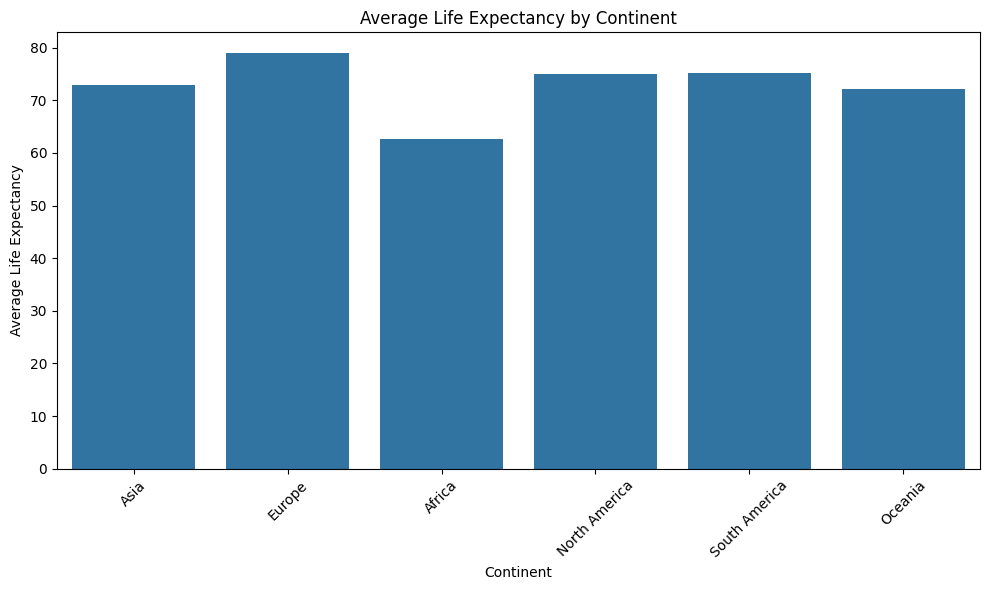 Average Life Expectancy by Continent
Average Life Expectancy
80
70
60
50
40
30
20
10
0
Asia
Europe
Africa
North America
South America
Oceania
Continent